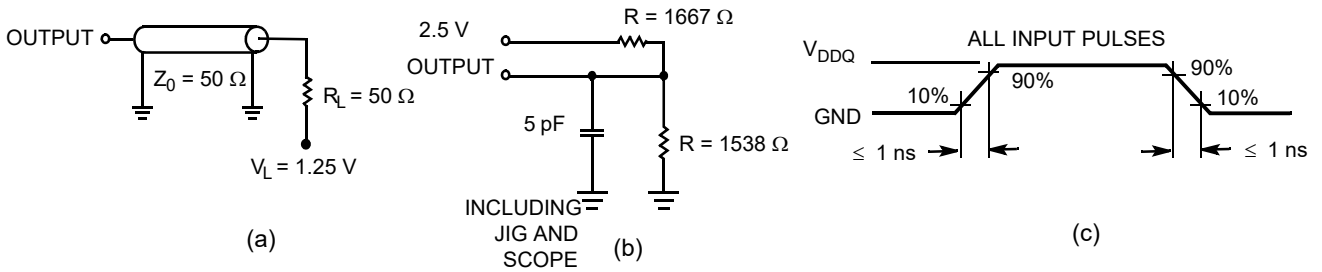 OUTPUT
Z0 = 50 Ω
RL = 50 Ω
VL = 1.25 V
(a)
R = 1667 Ω
2.5 V
OUTPUT
5 pF
R = 1538 Ω
INCLUDING
JIG AND
SCOPE
(b)
ALL INPUT PULSES
VDDQ
GND
10%
90%
90%
10%
≤ 1 ns
≤ 1 ns
(c)